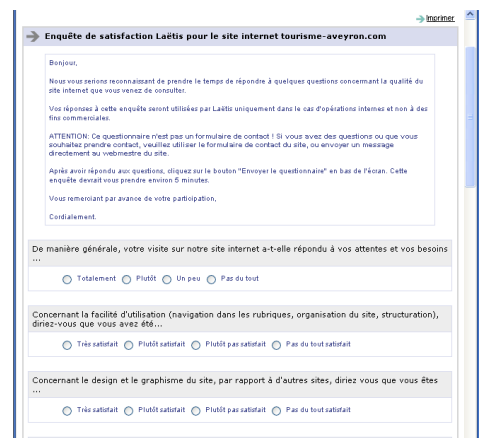 Imprimer
Enquête de satisfaction Laëtis pour le site internet tourisme-aveyron.com
Bonjour,
Nous vous serions reconnaissant de prendre le temps de répondre à quelques questions concernant la qualité du
site internet que vous venez de consulter.
Vos réponses à cette enquête seront utilisées par Laëtis uniquement dans le cas d'opérations internes et non à des
fins commerciales.
ATTENTION: Ce questionnaire n'est pas un formulaire de contact ! Si vous avez des questions ou que vous
souhaitez prendre contact, veuillez utiliser le formulaire de contact du site, ou envoyer un message
directement au webmestre du site.
Après avoir répondu aux questions, cliquez sur le bouton "Envoyer le questionnaire" en bas de l'écran. Cette
enquête devrait vous prendre environ 5 minutes.
Vous remerciant par avance de votre participation,
Cordialement.
De manière générale, votre visite sur notre site internet a-t-elle répondu à vos attentes et vos besoins
...
Totalement Plutôt Un peu Pas du tout
Concernant la facilité d'utilisation (navigation dans les rubriques, organisation du site, structuration),
diriez-vous que vous avez été...
Très satisfait Plutôt satisfait Plutôt pas satisfait Pas du tout satisfait
Concernant le design et le graphisme du site, par rapport à d'autres sites, diriez vous que vous êtes
...
Très satisfait Plutôt satisfait Plutôt pas satisfait Pas du tout satisfait